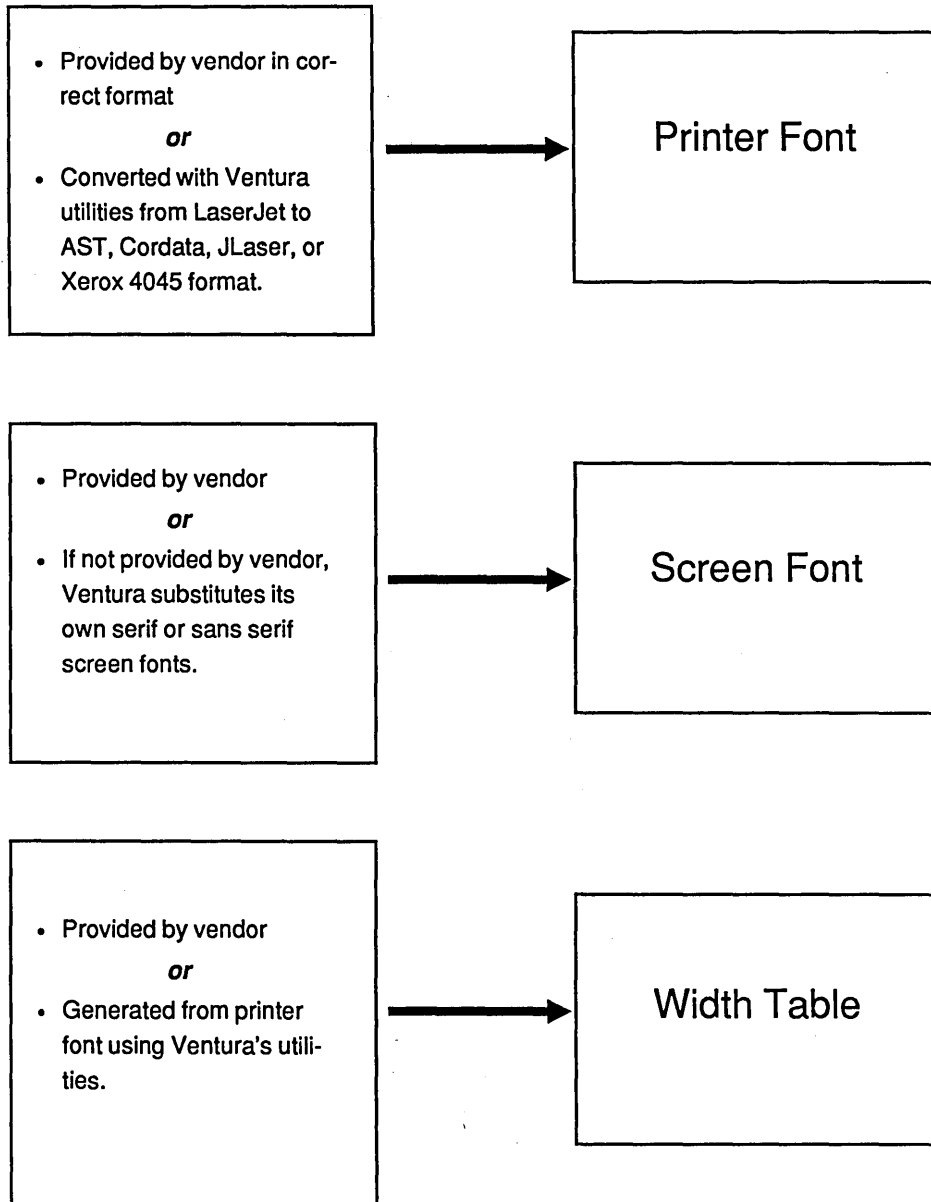 • Provided by vendor in cor-
rect format
or
• Converted with Ventura
utilities from LaserJet to
AST, Cordata, JLaser, or
Xerox 4045 format.
Printer Font
• Provided by vendor
or
• If not provided by vendor,
Ventura substitutes its
own serif or sans serif
screen fonts.
Screen Font
• Provided by vendor
or
• Generated from printer
font using Ventura's utili-
ties.
Width Table